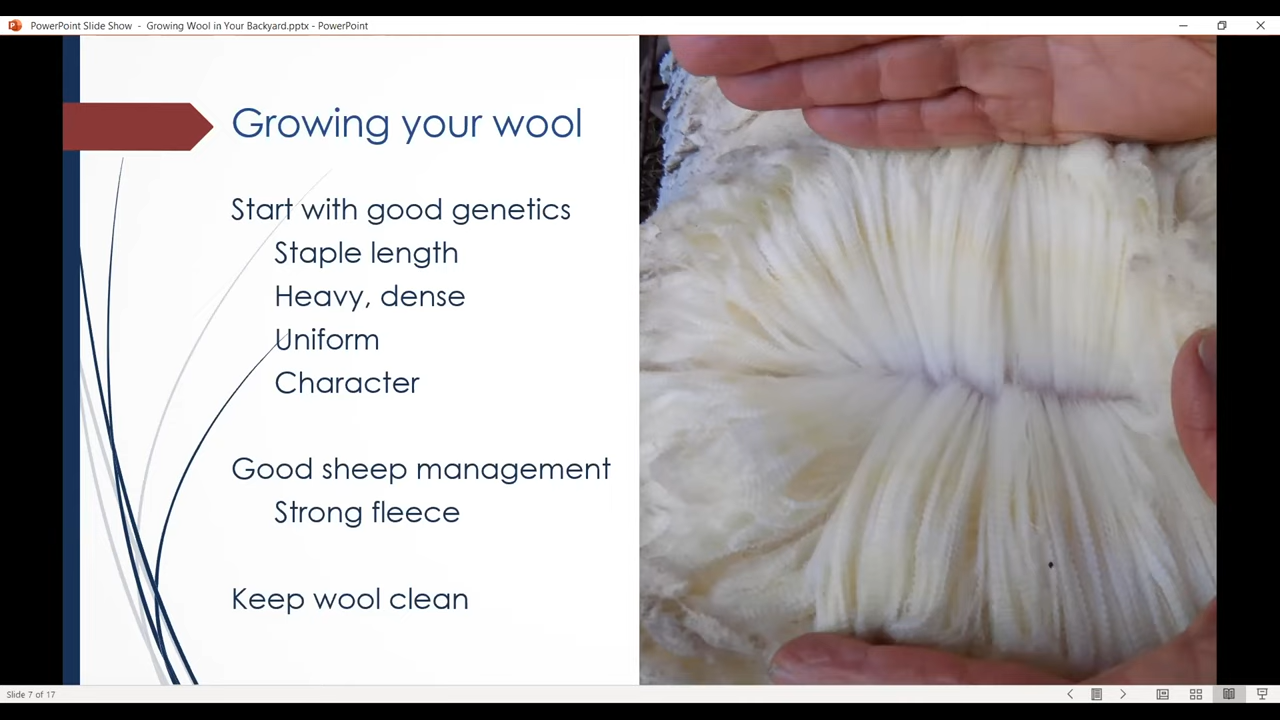 PowerPoint Slide Show - Growing Wool in Your Backyard.pptx - PowerPoint
Growing your wool
Start with good genetics
Staple length
Heavy, dense
Uniform
Character
Good sheep management
Strong fleece
Keep wool clean
Slide 7 of 17